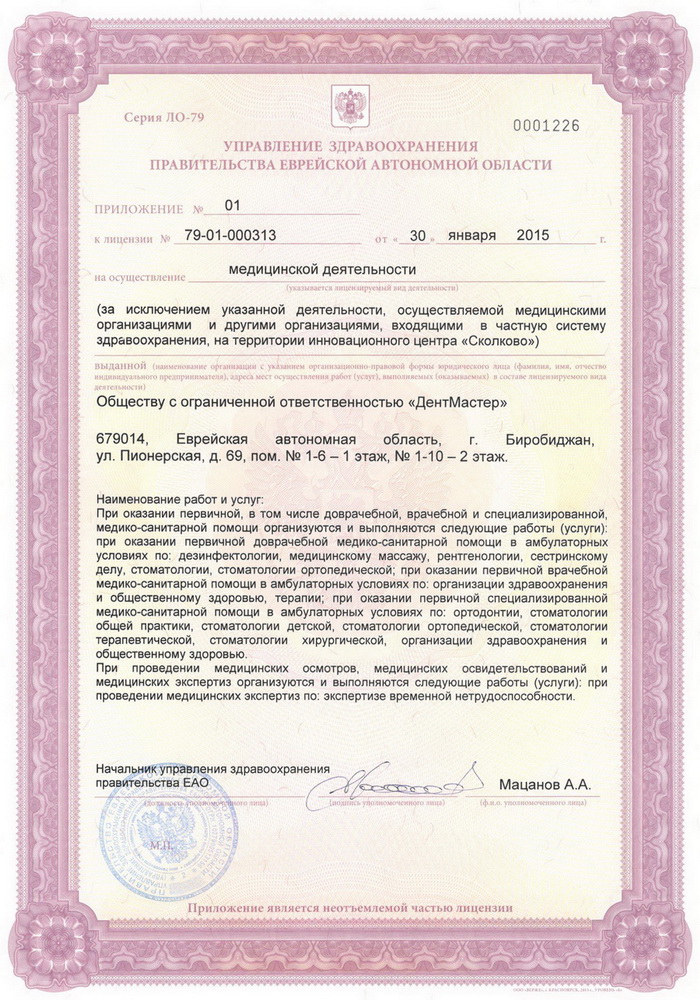 Серия ЛО-79
0001226
УПРАВЛЕНИЕ ЗДРАВООХРАНЕНИЯ
ПРАВИТЕЛЬСТВА ЕВРЕЙСКОЙ АВТОНОМНОЙ ОБЛАСТИ
ПРИЛОЖЕНИЕ № 01
к лицензии № 79-01-000313 от « 30 » января 2015 г.
на осуществление медицинской деятельности
(указывается лицензируемый вид деятельности)
(за исключением указанной деятельности, осуществляемой медицинскими
организациями и другими организациями, входящими в частную систему
здравоохранения, на территории инновационного центра «Сколково»)
ВЫДАННОЙ (наименование организации с указанием организационно-правовой формы юридического лица (фамилия, имя, отчество
индивидуального предпринимателя), адреса мест осуществления работ (услуг), выполняемых (оказываемых) в составе лицензируемого вида
деятельности)
Обществу с ограниченной ответственностью «ДентМастер»
679014, Еврейская автономная область, г. Биробиджан,
ул. Пионерская, д. 69, пом. № 1-6 – 1 этаж, № 1-10 – 2 этаж.
Наименование работ и услуг:
При оказании первичной, в том числе доврачебной, врачебной и специализированной,
медико-санитарной помощи организуются и выполняются следующие работы (услуги):
при оказании первичной доврачебной медико-санитарной помощи в амбулаторных
условиях по: дезинфектологии, медицинскому массажу, рентгенологии, сестринскому
делу, стоматологии, стоматологии ортопедической; при оказании первичной врачебной
медико-санитарной помощи в амбулаторных условиях по: организации здравоохранения
и общественному здоровью, терапии; при оказании первичной специализированной
медико-санитарной помощи в амбулаторных условиях по: ортодонтии, стоматологии
общей практики, стоматологии детской, стоматологии ортопедической, стоматологии
терапевтической, стоматологии хирургической, организации здравоохранения и
общественному здоровью.
При проведении медицинских осмотров, медицинских освидетельствований и
медицинских экспертиз организуются и выполняются следующие работы (услуги): при
проведении медицинских экспертиз по: экспертизе временной нетрудоспособности.
Начальник управления здравоохранения
правительства ЕАО Мацанов А.А.
(должность уполномоченного лица) (подпись уполномоченного лица) (ф.и.о. уполномоченного лица)
М.П.
Приложение является неотъемлемой частью лицензии